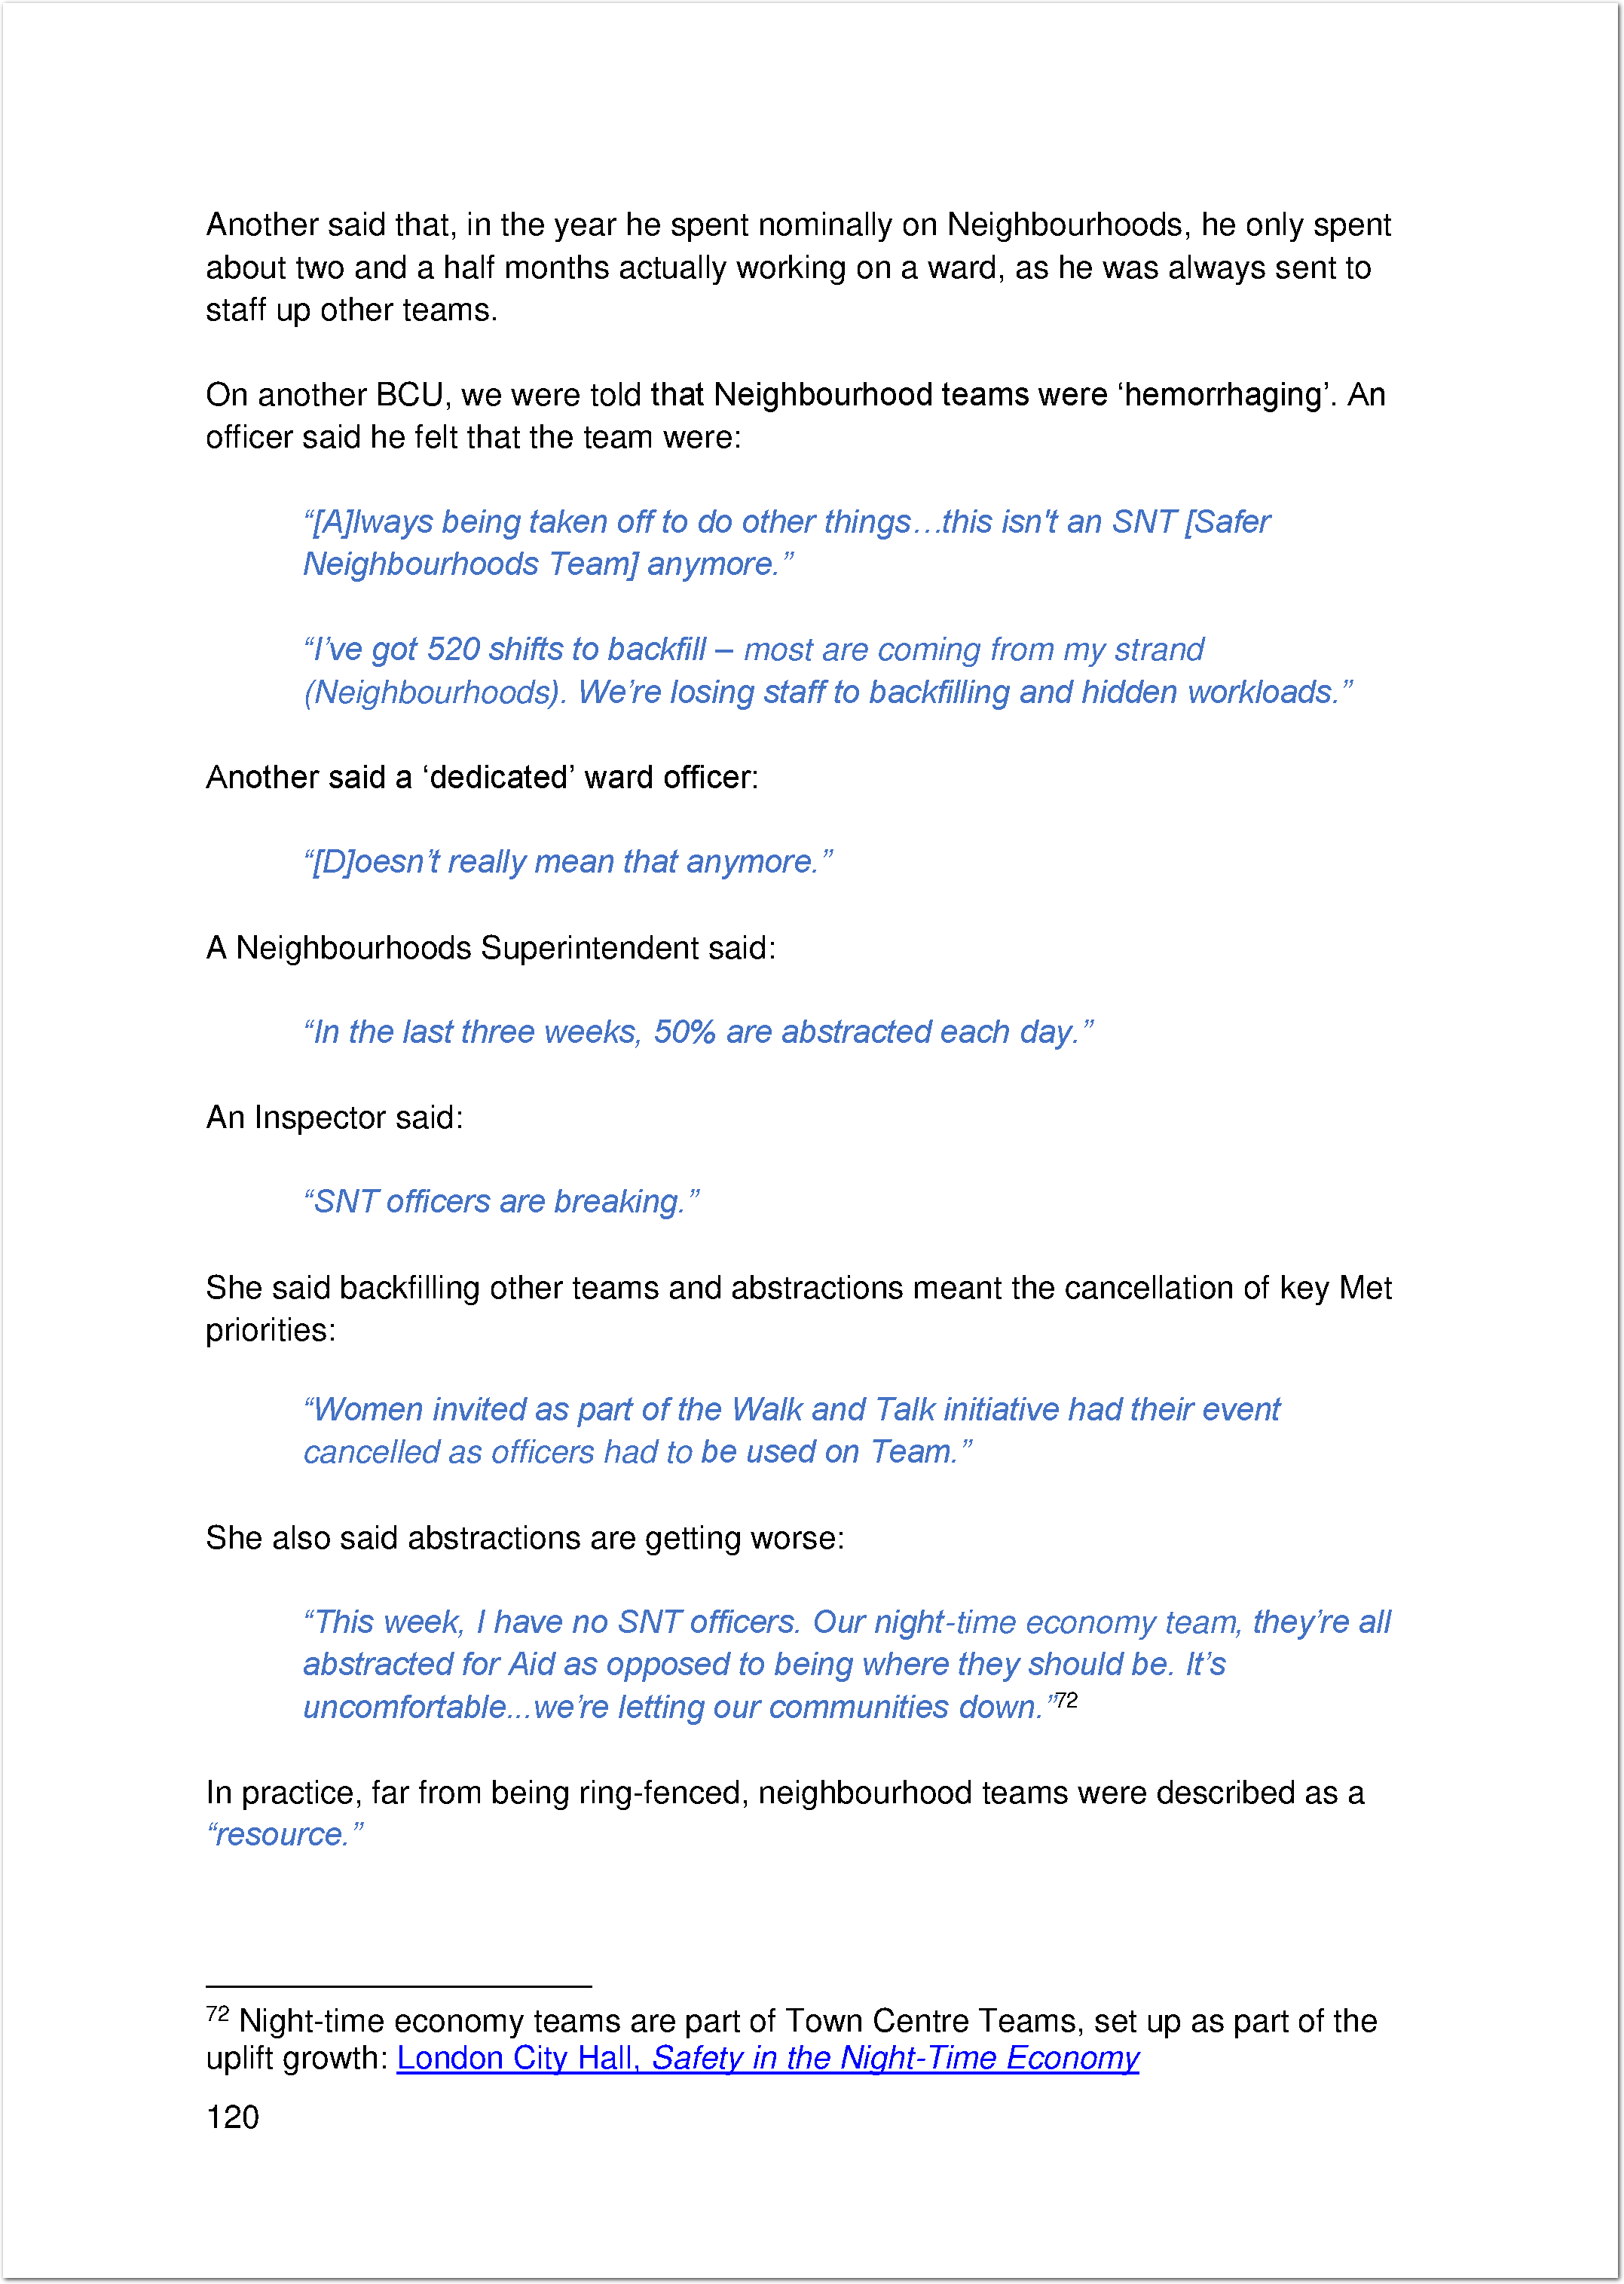 Another said that, in the year he spent nominally on Neighbourhoods, he only spent
about two and a half months actually working on a ward, as he was always sent to
staff up other teams.
On another BCU, we were told that Neighbourhood teams were ‘hemorrhaging’. An
officer said he felt that the team were:
“[A]lways being taken off to do other things…this isn't an SNT [Safer
Neighbourhoods Team] anymore.”
“I’ve got 520 shifts to backfill – most are coming from my strand
(Neighbourhoods). We’re losing staff to backfilling and hidden workloads.”
Another said a ‘dedicated’ ward officer:
“[D]oesn’t really mean that anymore.”
A Neighbourhoods Superintendent said:
“In the last three weeks, 50% are abstracted each day.”
An Inspector said:
“SNT officers are breaking.”
She said backfilling other teams and abstractions meant the cancellation of key Met
priorities:
“Women invited as part of the Walk and Talk initiative had their event
cancelled as officers had to be used on Team.”
She also said abstractions are getting worse:
“This week, I have no SNT officers. Our night-time economy team, they’re all
abstracted for Aid as opposed to being where they should be. It’s
uncomfortable...we’re letting our communities down.”72
In practice, far from being ring-fenced, neighbourhood teams were described as a
“resource.”
72 Night-time economy teams are part of Town Centre Teams, set up as part of the
uplift growth: London City Hall, Safety in the Night-Time Economy
120